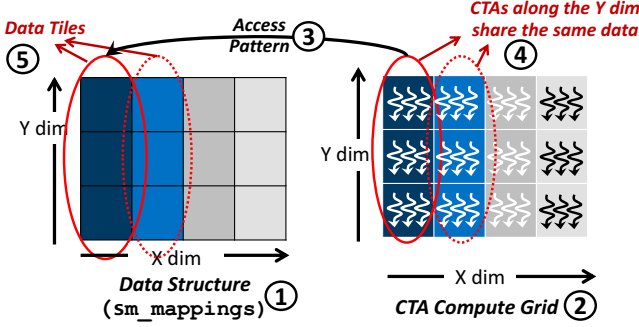 Data Tiles
⑤
Access
Pattern
③
CTAs along the Y dim
share the same data
④
Y dim
X dim
Data Structure
(sm_mappings)
①
Y dim
X dim
CTA Compute Grid
②